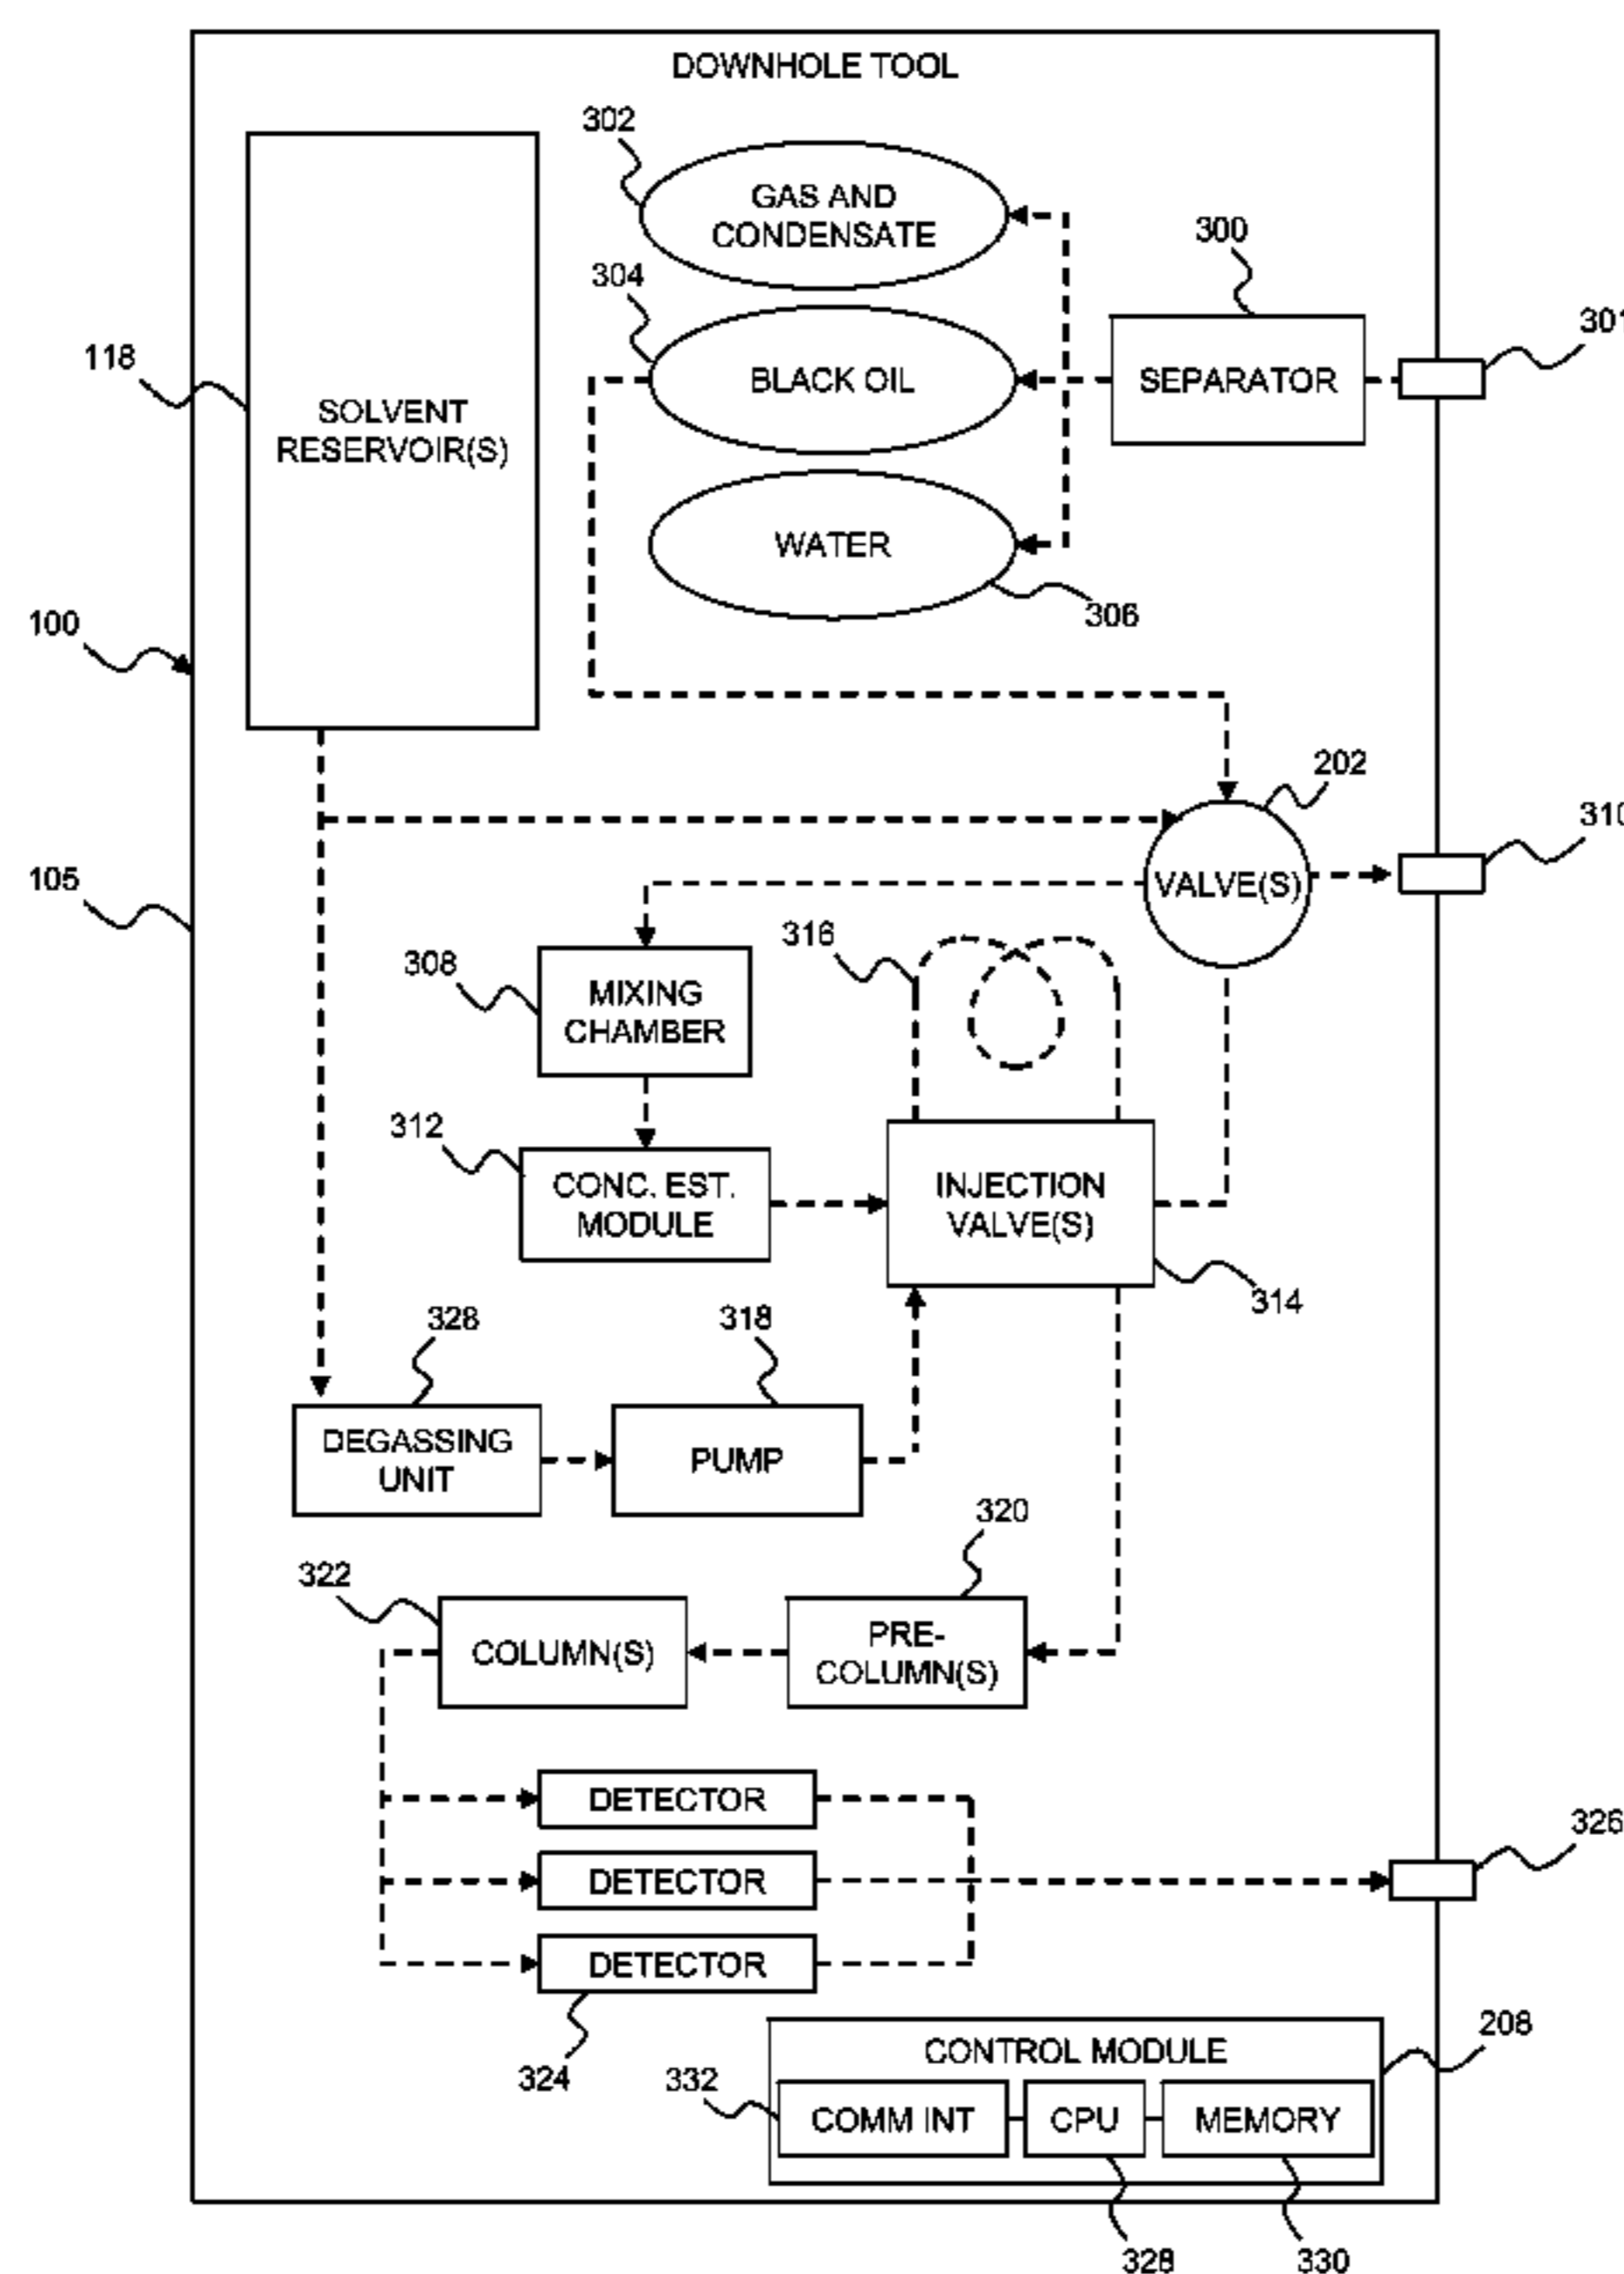 DOWNHOLE TOOL
302
GAS AND
CONDENSATE
300
304
301
118
BLACK OIL
SEPARATOR
SOLVENT
RESERVOIR(S)
WATER
306
100
202
310
105
VALVE(S)
316
308
MIXING
CHAMBER
312
CONC. EST.
MODULE
INJECTION
VALVE(S)
314
328
318
DEGASSING
UNIT
PUMP
320
322
COLUMN(S)
PRE-
COLUMN(S)
DETECTOR
326
DETECTOR
DETECTOR
208
CONTROL MODULE
324
332
COMM INT
CPU
MEMORY
328
330